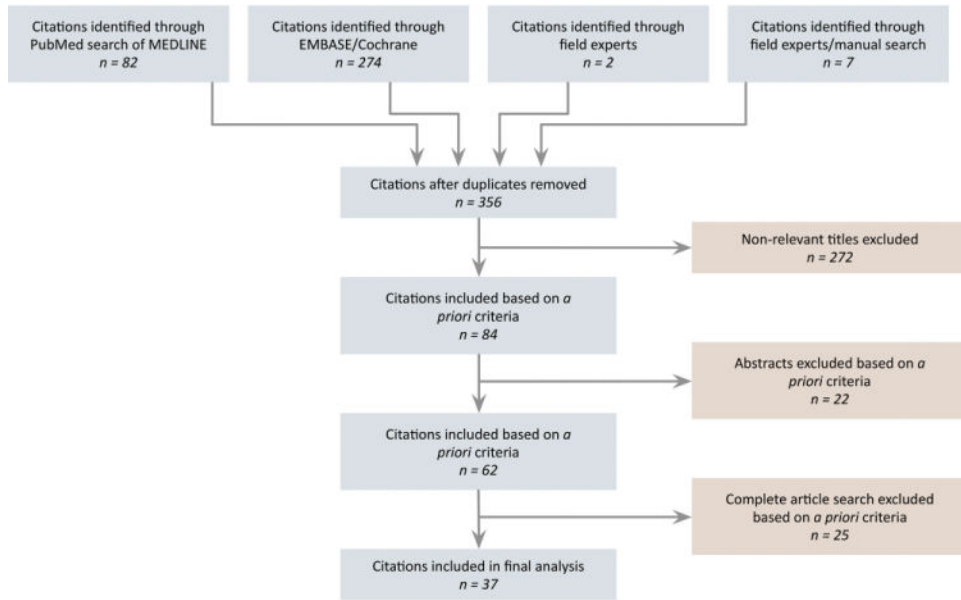 Citations identified through
PubMed search of MEDLINE
n = 82
Citations identified through
EMBASE/Cochrane
n = 274
Citations identified through
field experts
n = 2
Citations identified through
field experts/manual search
n = 7
Citations after duplicates removed
n = 356
Non-relevant titles excluded
n = 272
Citations included based on a
priori criteria
n = 84
Abstracts excluded based on a
priori criteria
n = 22
Citations included based on a
priori criteria
n = 62
Complete article search excluded
based on a priori criteria
n = 25
Citations included in final analysis
n = 37